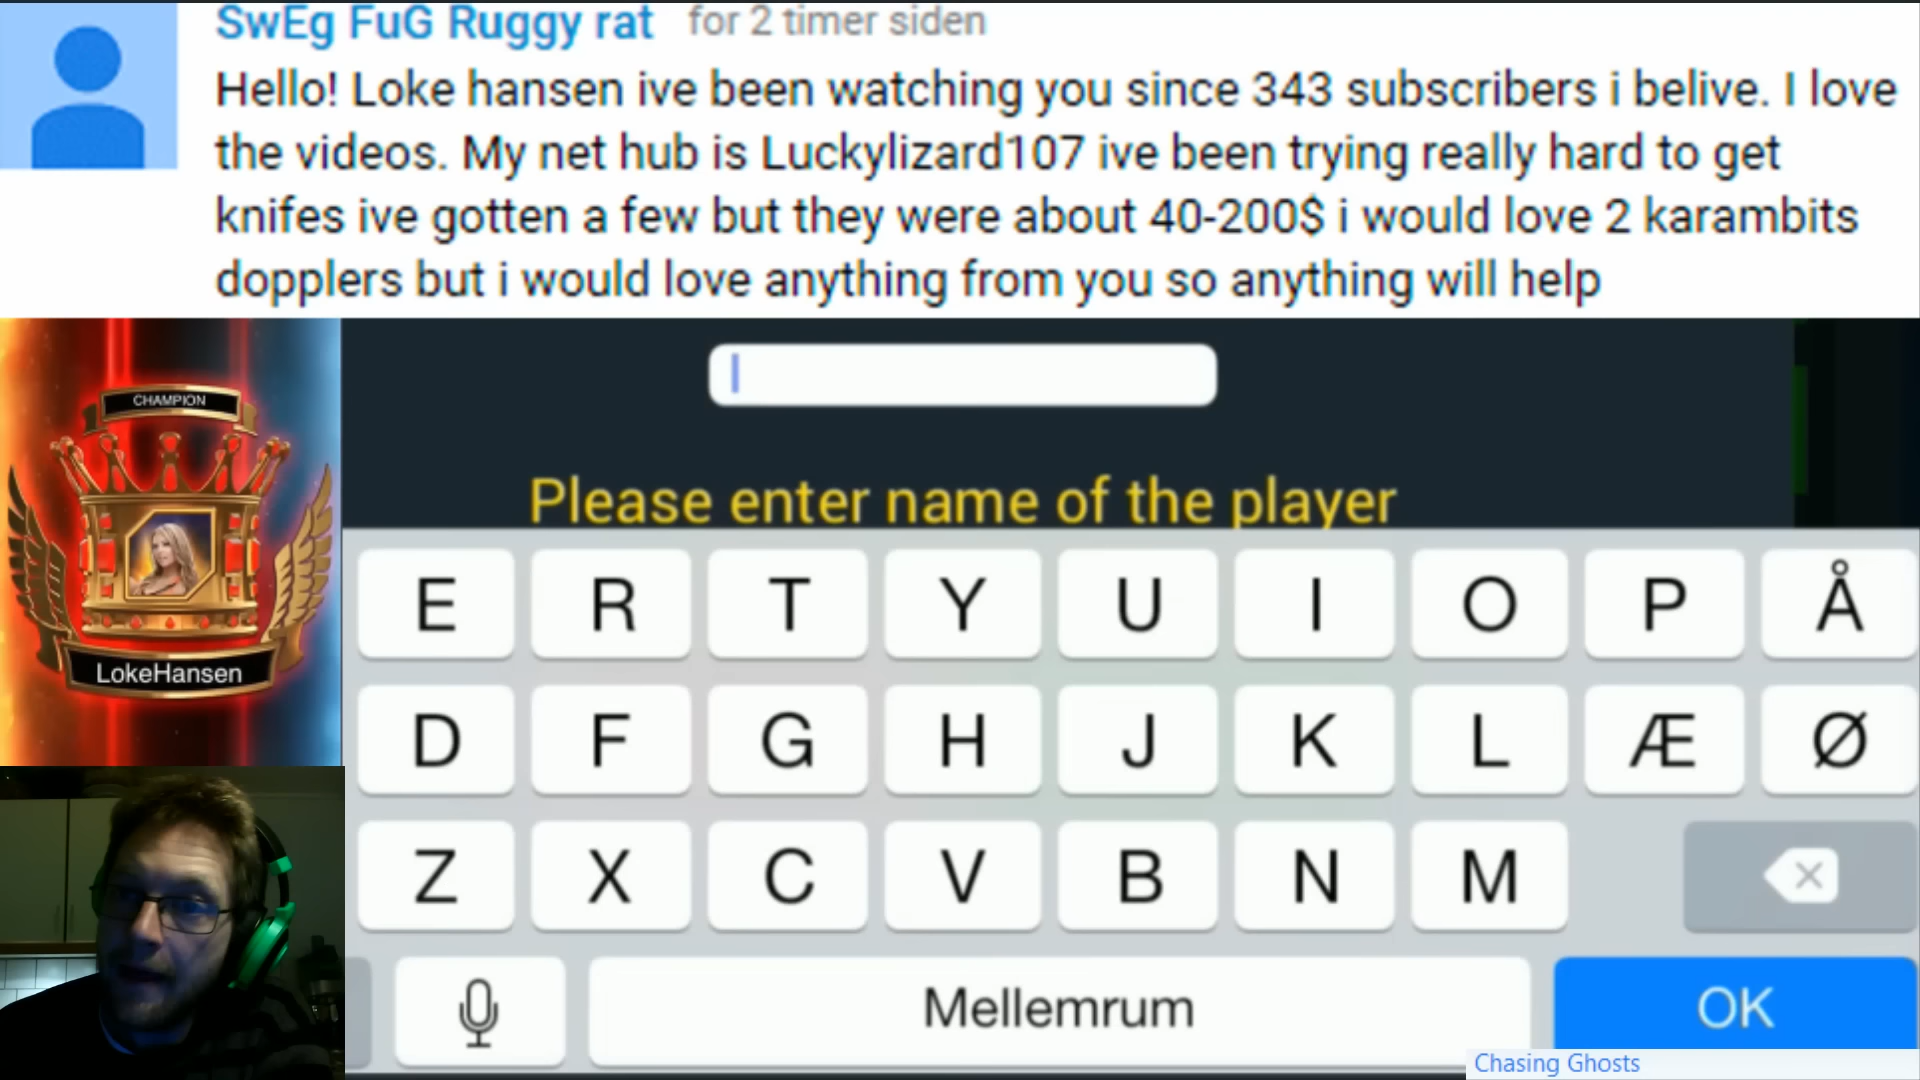 SwEg FuG Ruggy rat for 2 timer siden
Hello! Loke hansen ive been watching you since 343 subscribers i belive. I love
the videos. My net hub is Luckylizard107 ive been trying really hard to get
knifes ive gotten a few but they were about 40-200$ i would love 2 karambits
dopplers but i would love anything from you so anything will help
CHAMPION
LokeHansen
Please enter name of the player
E R T Y U I O P Å
D F G H J K L Æ Ø
Z X C V B N M
Mellemrum OK
Chasing Ghosts